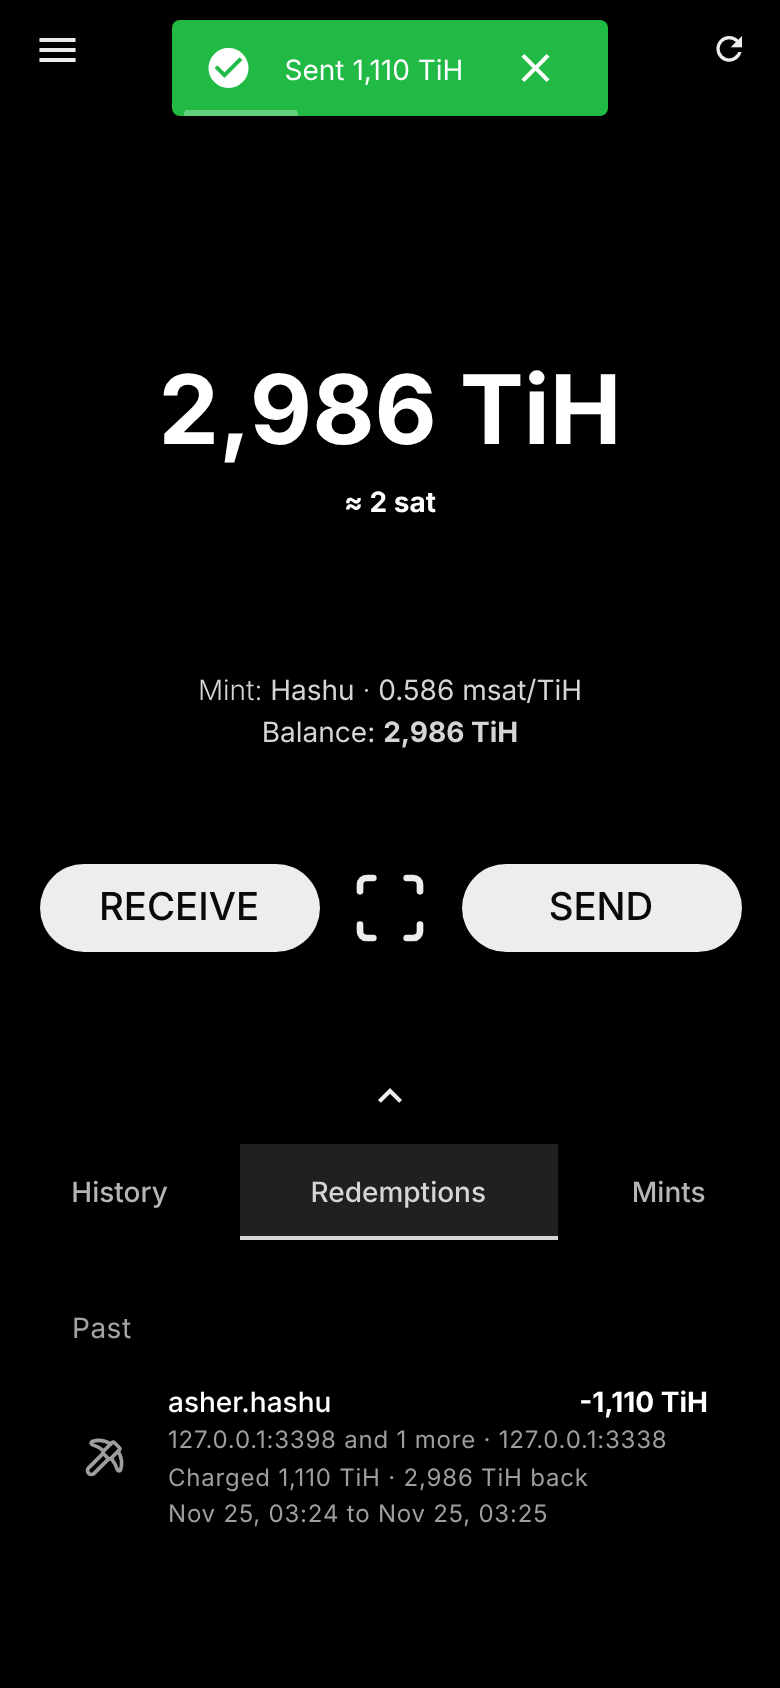 Sent 1,110 TiH
2,986 TiH
≈ 2 sat
Mint: Hashu · 0.586 msat/TiH
Balance: 2,986 TiH
RECEIVE
SEND
History
Redemptions
Mints
Past
asher.hashu
-1,110 TiH
127.0.0.1:3398 and 1 more · 127.0.0.1:3338
Charged 1,110 TiH · 2,986 TiH back
Nov 25, 03:24 to Nov 25, 03:25